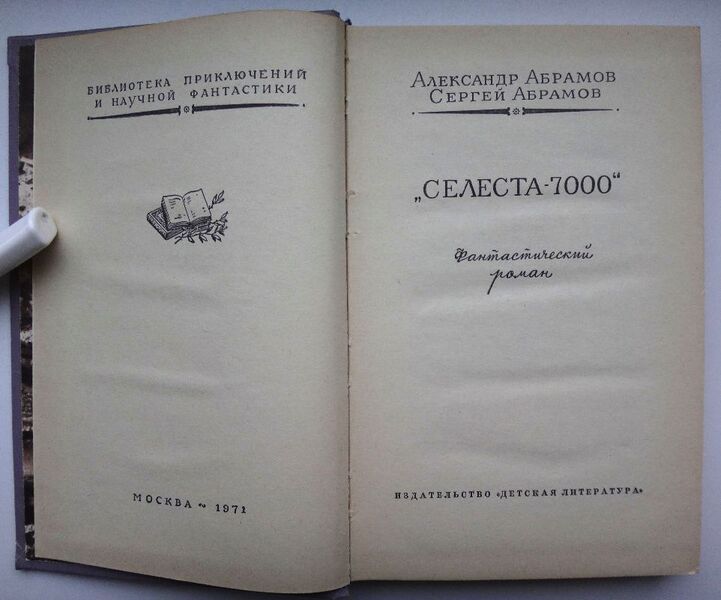 БИБЛИОТЕКА ПРИКЛЮЧЕНИЙ
И НАУЧНОЙ ФАНТАСТИКИ
МОСКВА ~ 1971
АЛЕКСАНДР АБРАМОВ
СЕРГЕЙ АБРАМОВ
„СЕЛЕСТА-7000“
Фантастический
роман
ИЗДАТЕЛЬСТВО «ДЕТСКАЯ ЛИТЕРАТУРА»